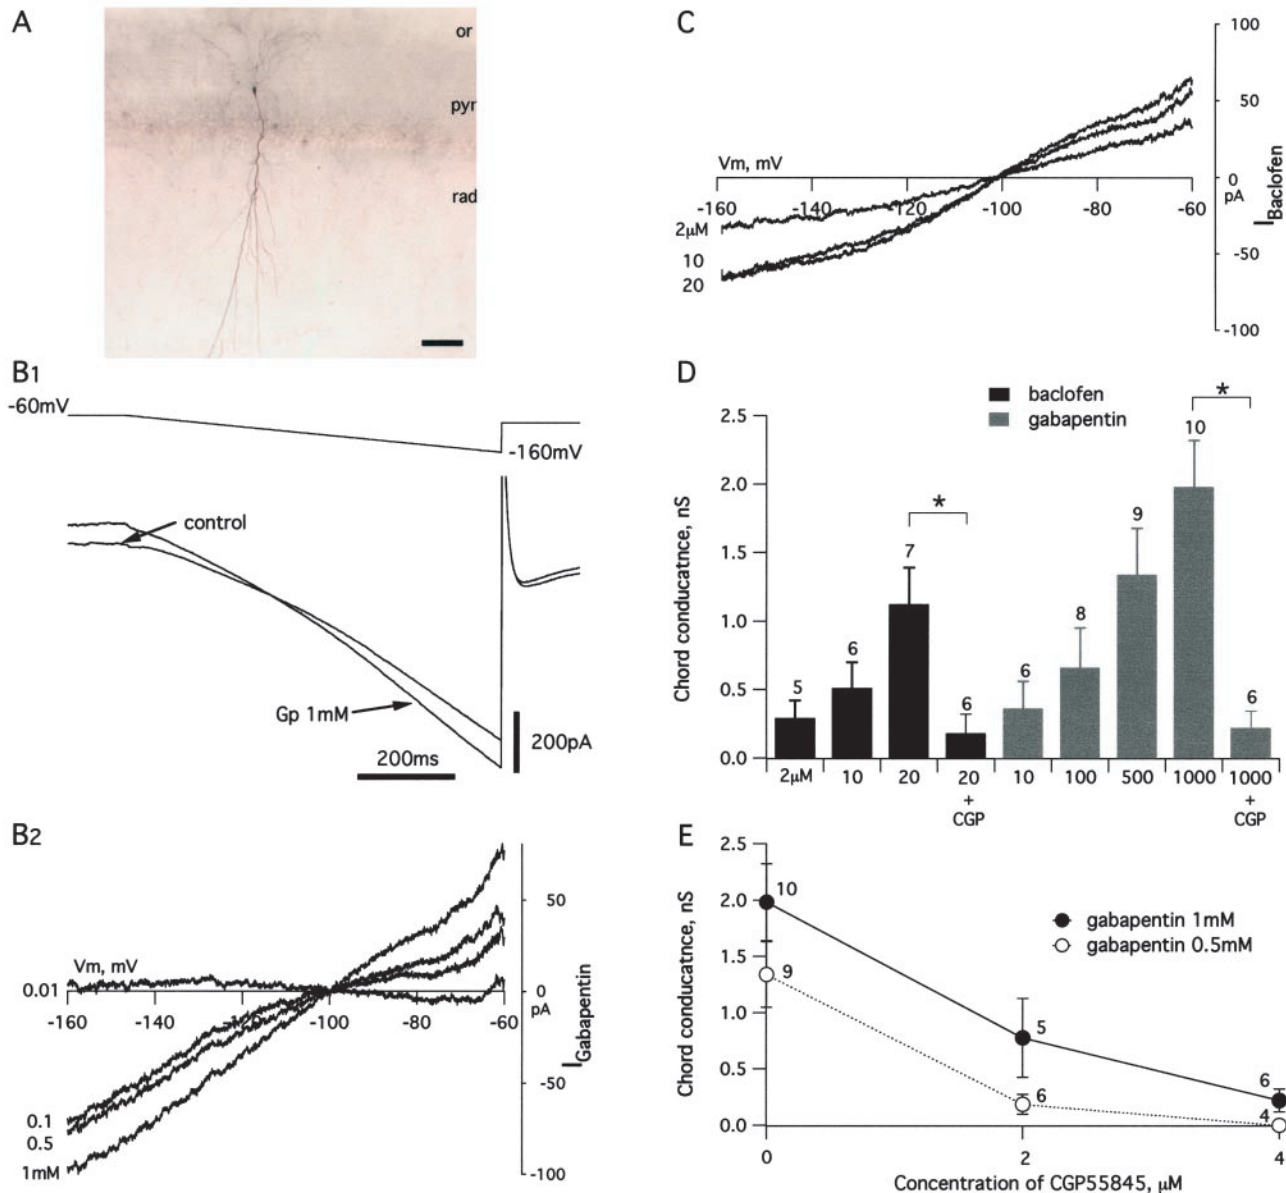 A
or
pyr
rad
B1
-60mV
-160mV
control
Gp 1mM
200ms
200pA
B2
50
Vm, mV
0.01
0
pA
-160 -140 -120 -100 -80 -60
IGabapentin
-50
0.1
0.5
1mM
-100
C
100
50
Vm, mV
0
pA
-160 -140 -120 -100 -80 -60
IBaclofen
2µM
10
20
-50
-100
D
baclofen
gabapentin
*
*
Chord conducatnce, nS
2.5
2.0
1.5
1.0
0.5
0.0
5 6 7 6 6 8 9 10 6
2µM 10 20 20 10 100 500 1000 1000
+ +
CGP CGP
E
2.5
2.0
1.5
1.0
0.5
0.0
Chord conducatnce, nS
gabapentin 1mM
gabapentin 0.5mM
10
9
5
6
6
4
0 2 4
Concentration of CGP55845, µM